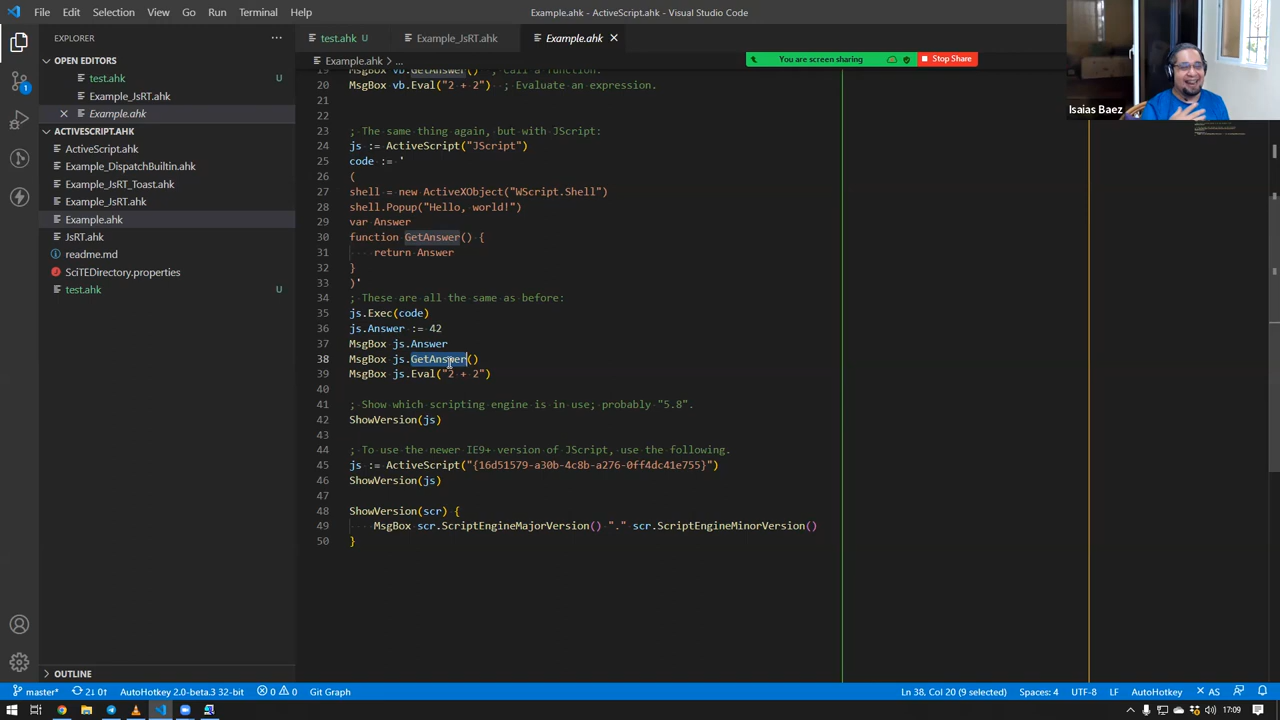 File Edit Selection View Go Run Terminal Help
Example.ahk - ActiveScript.ahk - Visual Studio Code
EXPLORER
OPEN EDITORS
test.ahk U
Example_JsRT.ahk
Example.ahk
ACTIVESCRIPT.AHK
ActiveScript.ahk
Example_DispatchBuiltin.ahk
Example_JsRT_Toast.ahk
Example_JsRT.ahk
Example.ahk
JsRT.ahk
readme.md
SciTEDirectory.properties
test.ahk U
OUTLINE
test.ahk U
Example_JsRT.ahk
Example.ahk
Example.ahk > ...
You are screen sharing
Stop Share
Isaias Baez
19 MsgBox vb.GetAnswer() ; Call a function.
20 MsgBox vb.Eval("2 + 2") ; Evaluate an expression.
21
22
23 ; The same thing again, but with JScript:
24 js := ActiveScript("JScript")
25 code := '
26 (
27 shell = new ActiveXObject("WScript.Shell")
28 shell.Popup("Hello, world!")
29 var Answer
30 function GetAnswer() {
31 return Answer
32 }
33 )'
34 ; These are all the same as before:
35 js.Exec(code)
36 js.Answer := 42
37 MsgBox js.Answer
38 MsgBox js.GetAnswer()
39 MsgBox js.Eval("2 + 2")
40
41 ; Show which scripting engine is in use; probably "5.8".
42 ShowVersion(js)
43
44 ; To use the newer IE9+ version of JScript, use the following.
45 js := ActiveScript("{16d51579-a30b-4c8b-a276-0ff4dc41e755}")
46 ShowVersion(js)
47
48 ShowVersion(scr) {
49 MsgBox scr.ScriptEngineMajorVersion() "." scr.ScriptEngineMinorVersion()
50 }
master* 2↓ 0↑ AutoHotkey 2.0-beta.3 32-bit 0 0 Git Graph
Ln 38, Col 20 (9 selected) Spaces: 4 UTF-8 LF AutoHotkey AS
17:09